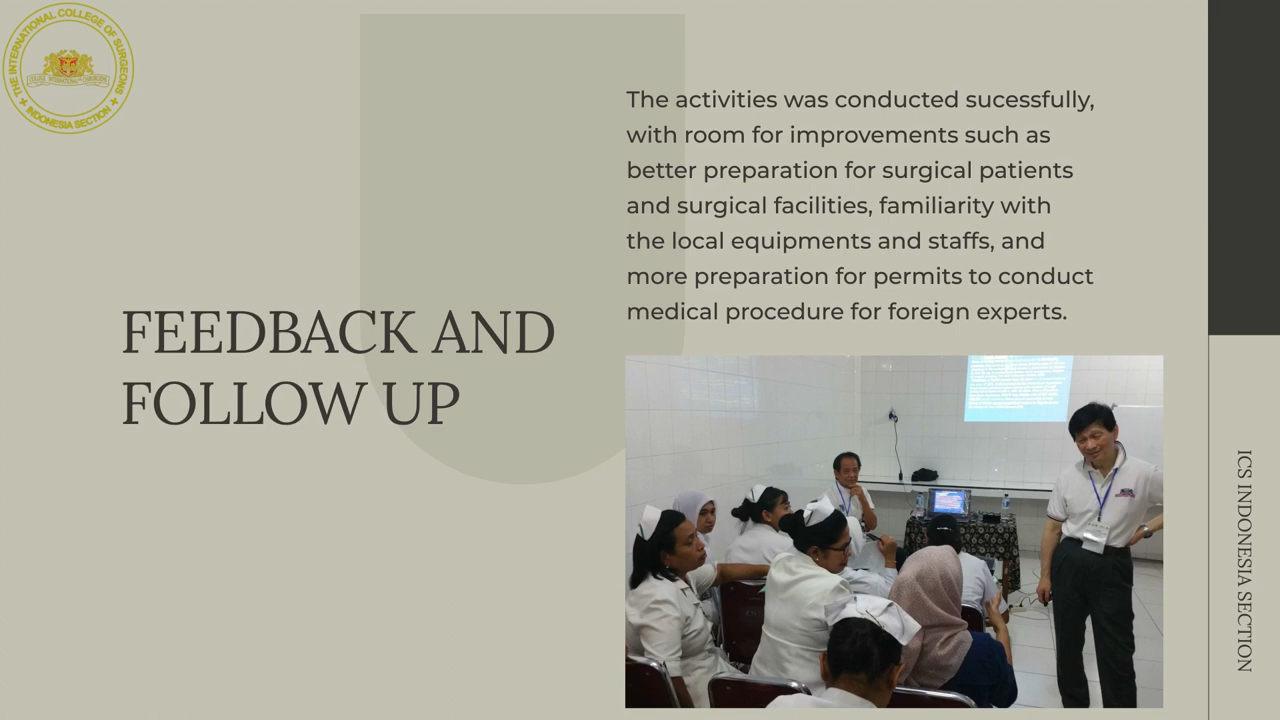 THE INTERNATIONAL COLLEGE OF SURGEONS
INDONESIA SECTION
FEEDBACK AND
FOLLOW UP
The activities was conducted sucessfully,
with room for improvements such as
better preparation for surgical patients
and surgical facilities, familiarity with
the local equipments and staffs, and
more preparation for permits to conduct
medical procedure for foreign experts.
ICS INDONESIA SECTION